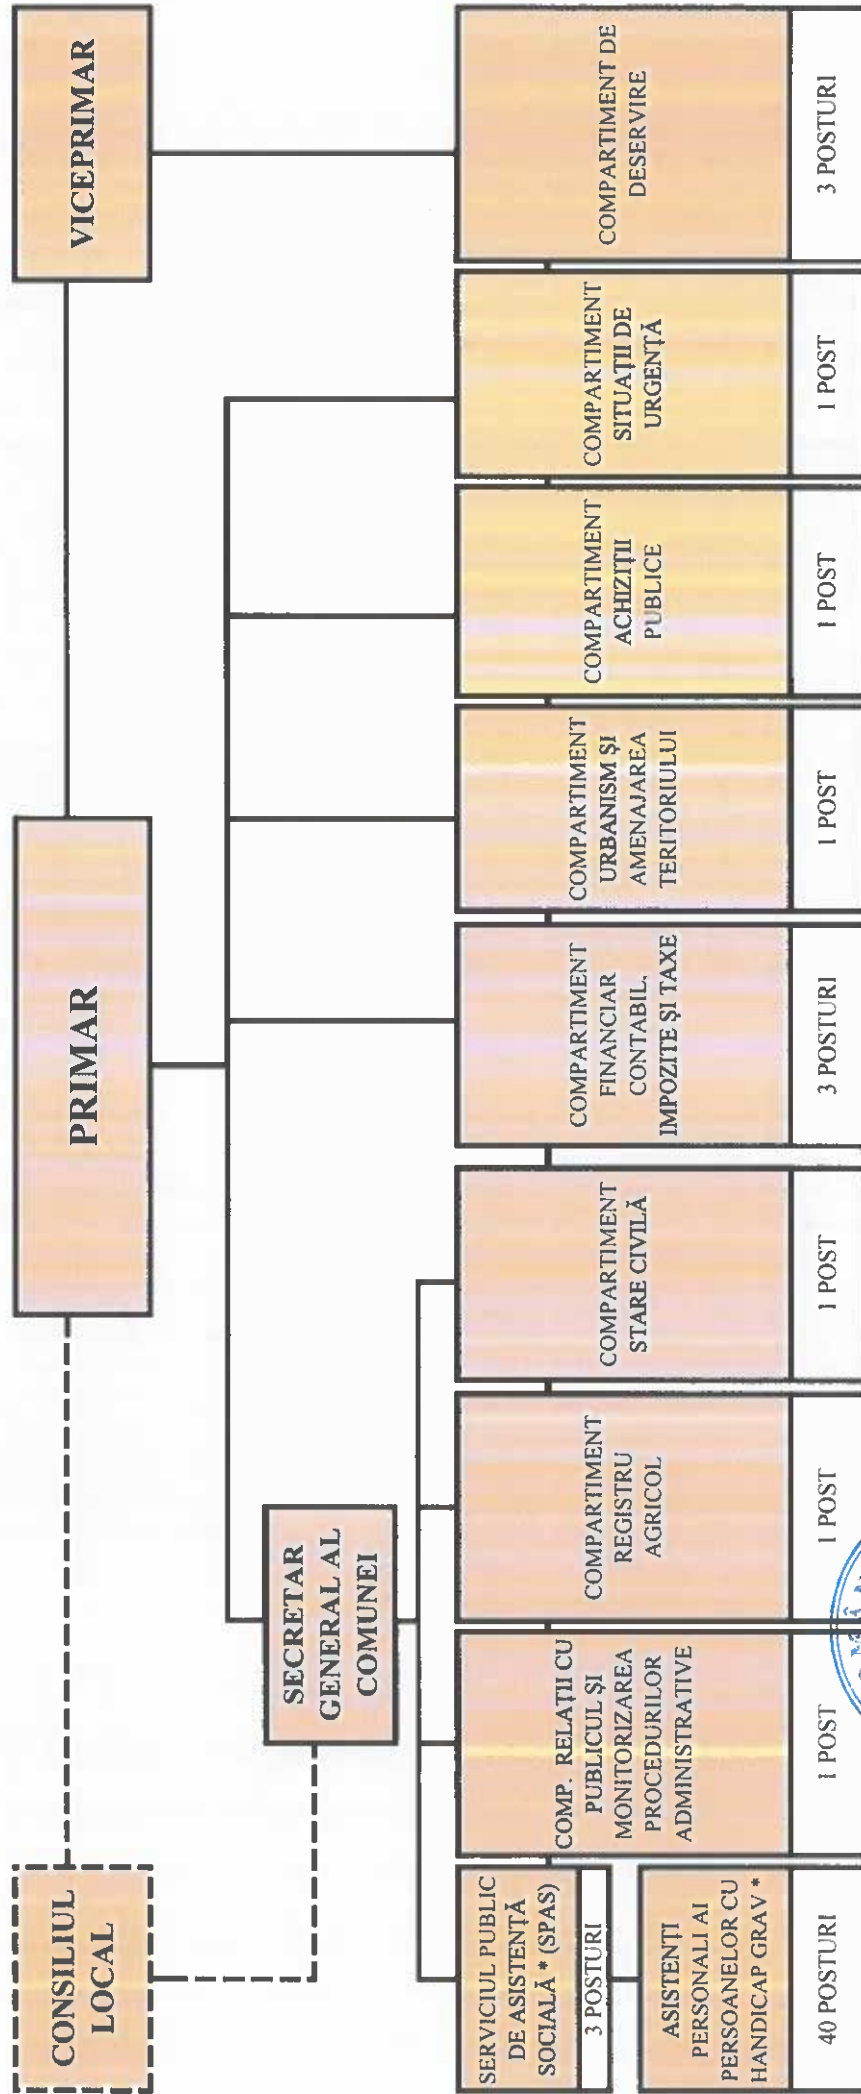 CONSILIUL
LOCAL
PRIMAR
VICEPRIMAR
SECRETAR
GENERAL AL
COMUNEI
SERVICIUL PUBLIC
DE ASISTENȚĂ
SOCIALĂ * (SPAS)
3 POSTURI
ASISTENȚI
PERSONALI AI
PERSOANELOR CU
HANDICAP GRAV *
40 POSTURI
COMP. RELAȚII CU
PUBLICUL ȘI
MONITORIZAREA
PROCEDURILOR
ADMINISTRATIVE
1 POST
COMPARTIMENT
REGISTRU
AGRICOL
1 POST
COMPARTIMENT
STARE CIVILĂ
1 POST
COMPARTIMENT
FINANCIAR
CONTABIL,
IMPOZITE ȘI TAXE
3 POSTURI
COMPARTIMENT
URBANISM ȘI
AMENAJAREA
TERITORIULUI
1 POST
COMPARTIMENT
ACHIZIȚII
PUBLICE
1 POST
COMPARTIMENT
SITUAȚII DE
URGENȚĂ
1 POST
COMPARTIMENT DE
DESERVIRE
3 POSTURI